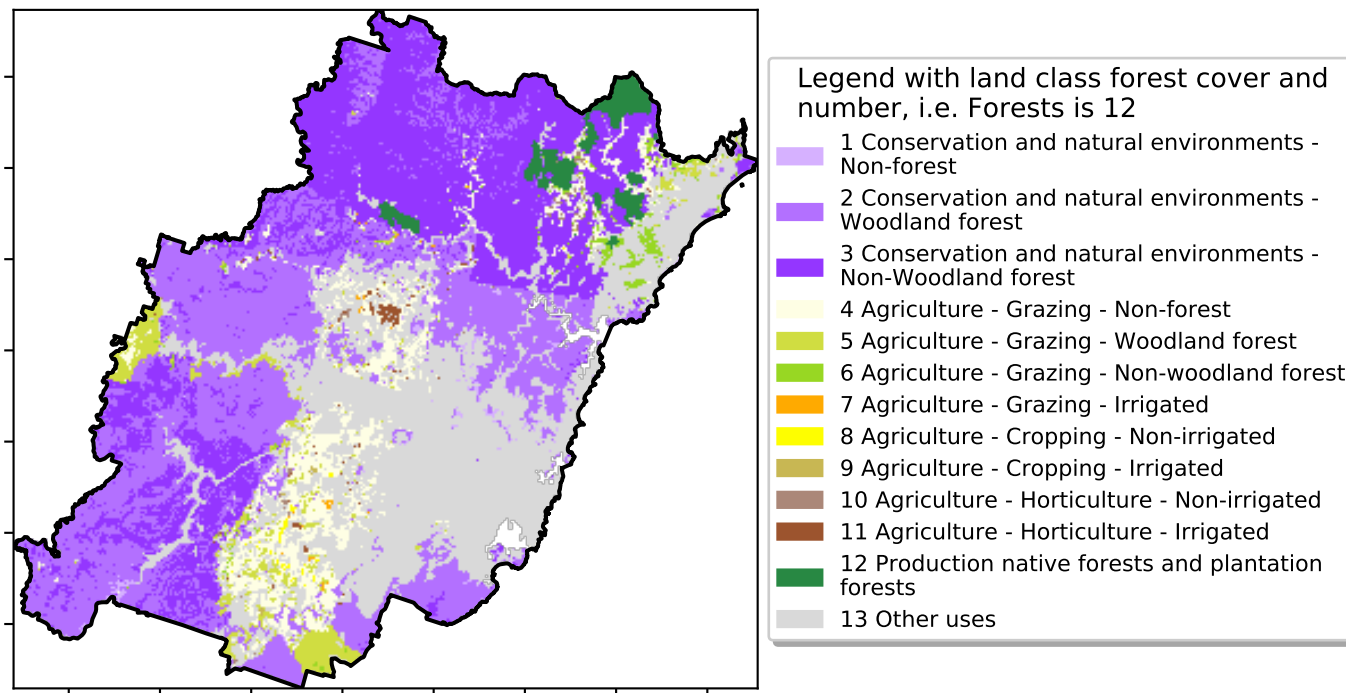 Legend with land class forest cover and
number, i.e. Forests is 12
1 Conservation and natural environments -
Non-forest
2 Conservation and natural environments -
Woodland forest
3 Conservation and natural environments -
Non-Woodland forest
4 Agriculture - Grazing - Non-forest
5 Agriculture - Grazing - Woodland forest
6 Agriculture - Grazing - Non-woodland forest
7 Agriculture - Grazing - Irrigated
8 Agriculture - Cropping - Non-irrigated
9 Agriculture - Cropping - Irrigated
10 Agriculture - Horticulture - Non-irrigated
11 Agriculture - Horticulture - Irrigated
12 Production native forests and plantation
forests
13 Other uses